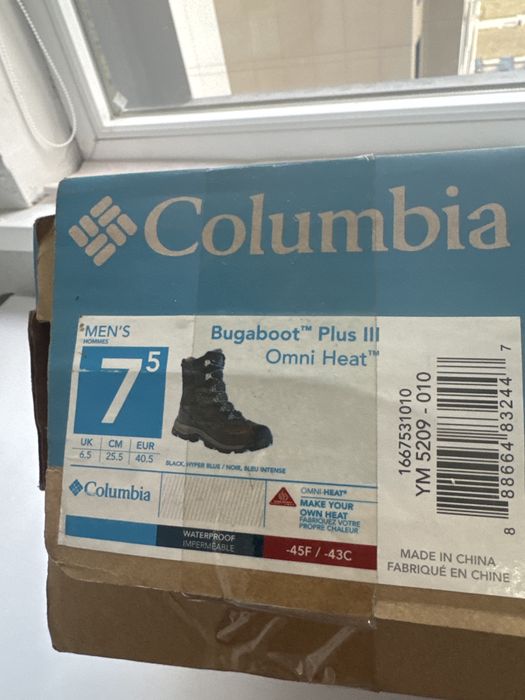 Columbia
MEN'S
HOMMES
7 5
UK CM EUR
6.5 25.5 40.5
Bugaboot™ Plus III
Omni Heat™
BLACK, HYPER BLUE / NOIR, BLEU INTENSE
Columbia
OMNI-HEAT®
MAKE YOUR
OWN HEAT
FABRIQUEZ VOTRE
PROPRE CHALEUR
WATERPROOF
IMPERMÉABLE
-45F / -43C
1667531010
YM 5209 - 010
8 88664 83244 7
MADE IN CHINA
FABRIQUÉ EN CHINE